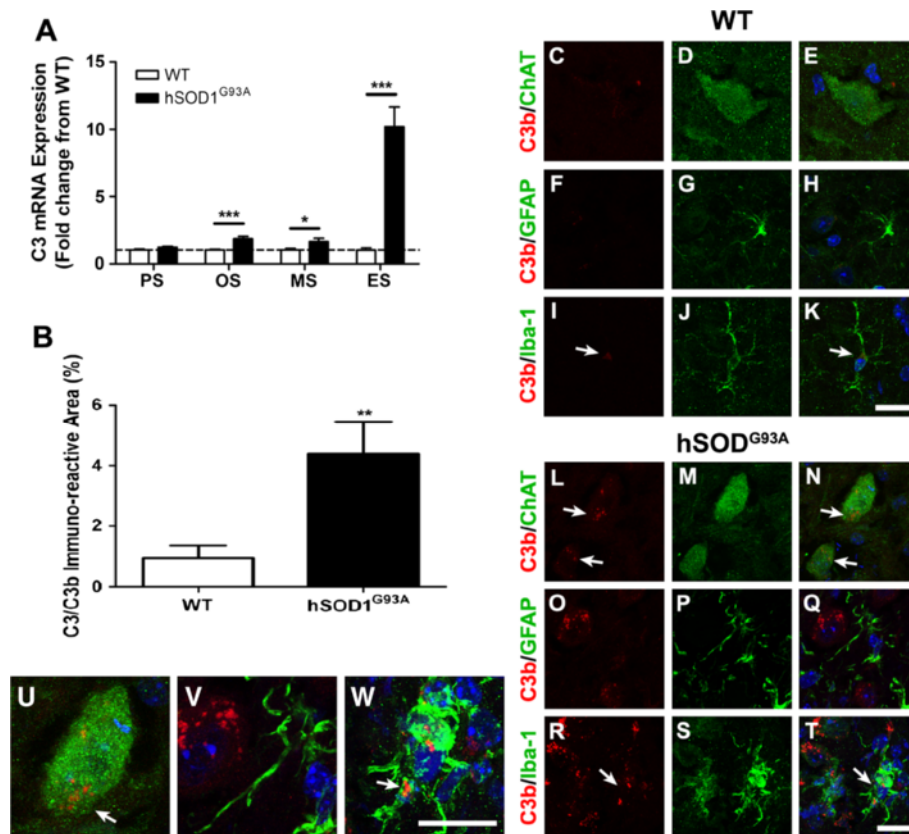 A
C3 mRNA Expression
(Fold change from WT)
15
10
5
0
WT
hSOD1G93A
***
*
***
PS OS MS ES
B
C3/C3b Immuno-reactive Area (%)
6
4
2
0
**
WT hSOD1G93A
WT
C3b/ChAT
C D E
C3b/GFAP
F G H
C3b/Iba-1
I J K
hSODG93A
C3b/ChAT
L M N
C3b/GFAP
O P Q
C3b/Iba-1
R S T
U V W